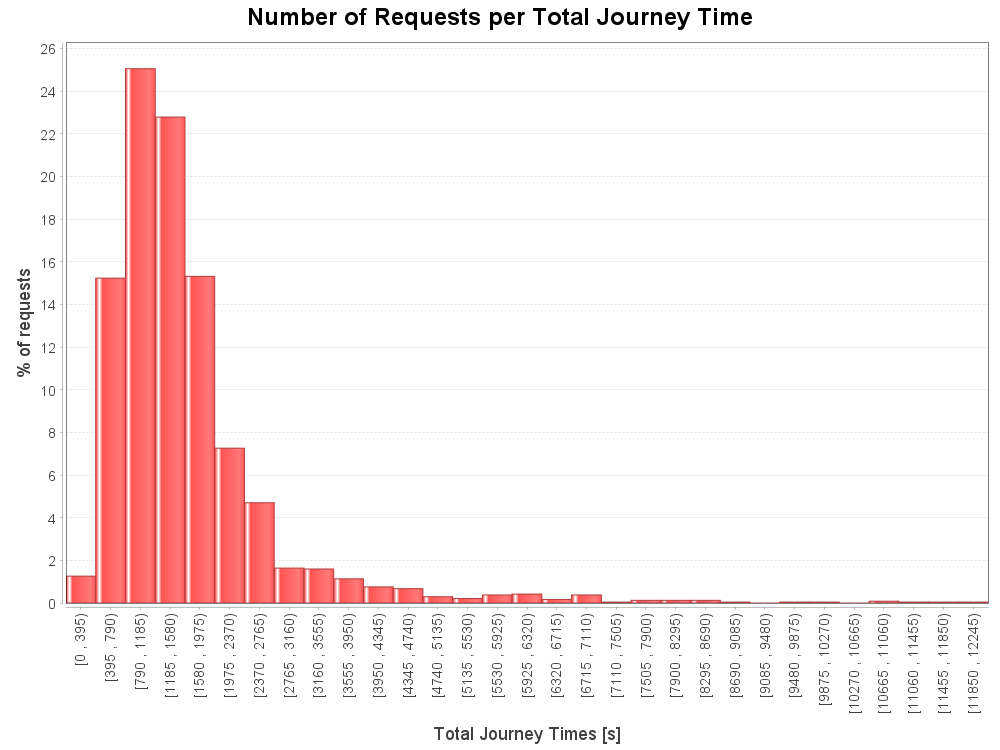 Number of Requests per Total Journey Time
% of requests
26
24
22
20
18
16
14
12
10
8
6
4
2
0
[0 , 395)
[395 , 790)
[790 , 1185)
[1185 , 1580)
[1580 , 1975)
[1975 , 2370)
[2370 , 2765)
[2765 , 3160)
[3160 , 3555)
[3555 , 3950)
[3950 , 4345)
[4345 , 4740)
[4740 , 5135)
[5135 , 5530)
[5530 , 5925)
[5925 , 6320)
[6320 , 6715)
[6715 , 7110)
[7110 , 7505)
[7505 , 7900)
[7900 , 8295)
[8295 , 8690)
[8690 , 9085)
[9085 , 9480)
[9480 , 9875)
[9875 , 10270)
[10270 , 10665)
[10665 , 11060)
[11060 , 11455)
[11455 , 11850)
[11850 , 12245)
Total Journey Times [s]